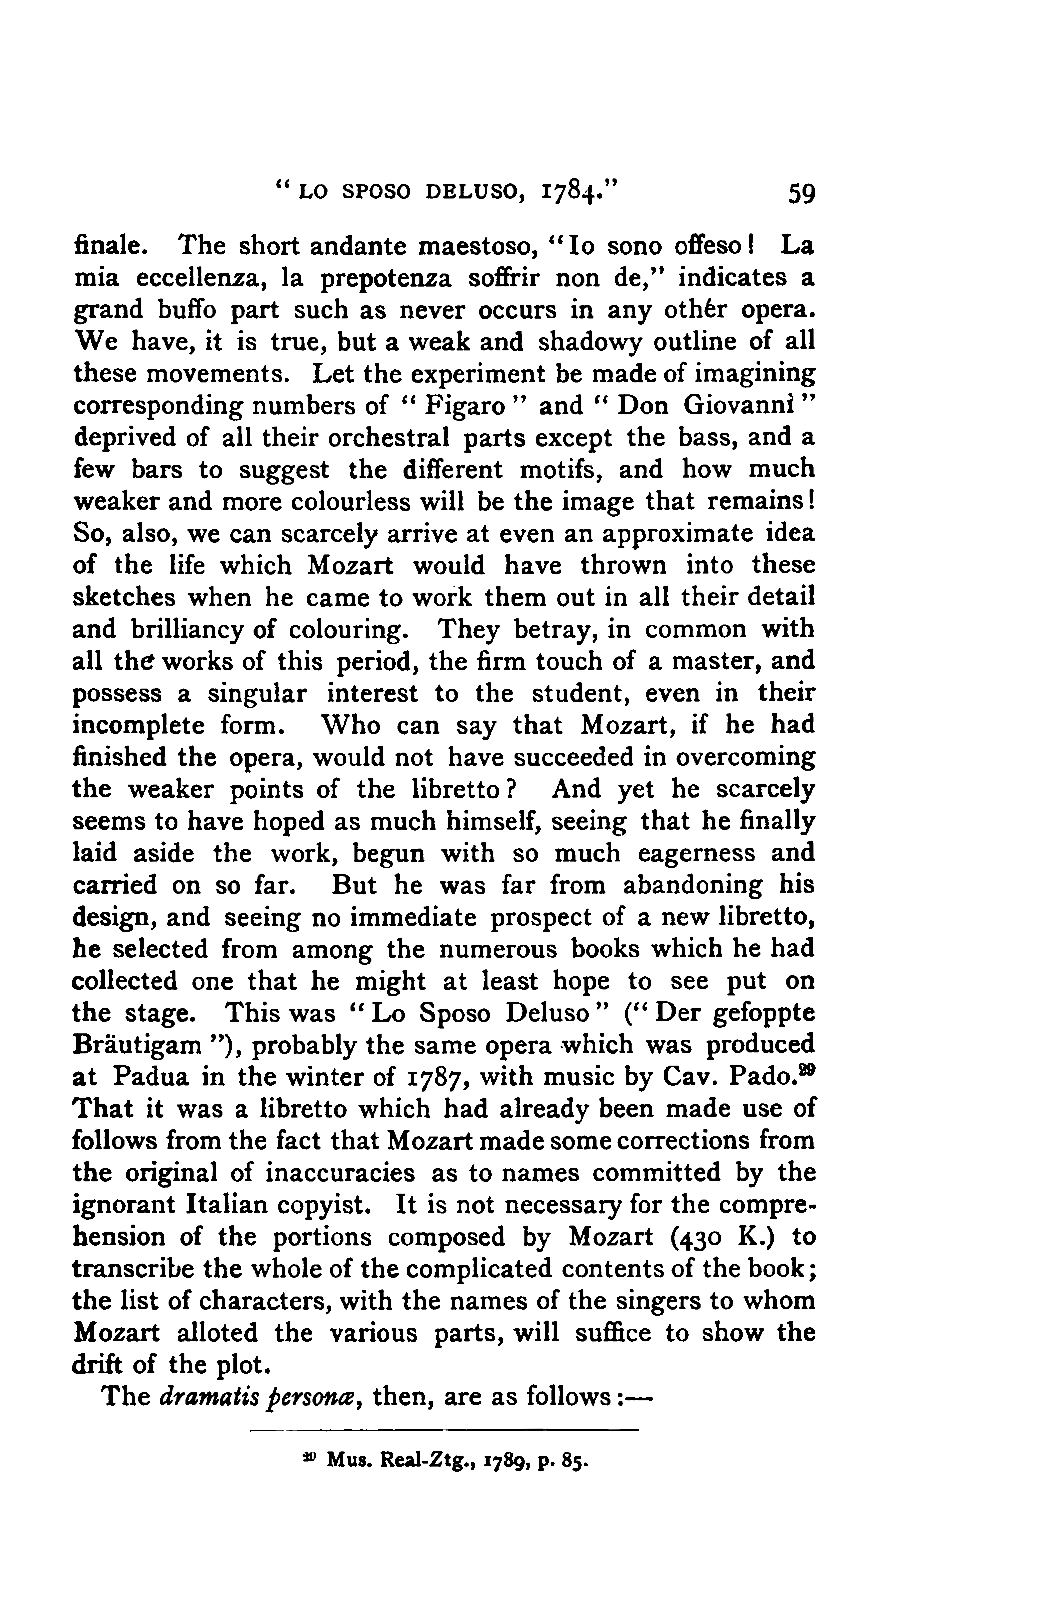 “ LO SPOSO DELUSO, 1784.” 59
finale. The short andante maestoso, “Io sono offeso! La
mia eccellenza, la prepotenza soffrir non de,” indicates a
grand buffo part such as never occurs in any other opera.
We have, it is true, but a weak and shadowy outline of all
these movements. Let the experiment be made of imagining
corresponding numbers of “ Figaro ” and “ Don Giovanni ”
deprived of all their orchestral parts except the bass, and a
few bars to suggest the different motifs, and how much
weaker and more colourless will be the image that remains!
So, also, we can scarcely arrive at even an approximate idea
of the life which Mozart would have thrown into these
sketches when he came to work them out in all their detail
and brilliancy of colouring. They betray, in common with
all the works of this period, the firm touch of a master, and
possess a singular interest to the student, even in their
incomplete form. Who can say that Mozart, if he had
finished the opera, would not have succeeded in overcoming
the weaker points of the libretto? And yet he scarcely
seems to have hoped as much himself, seeing that he finally
laid aside the work, begun with so much eagerness and
carried on so far. But he was far from abandoning his
design, and seeing no immediate prospect of a new libretto,
he selected from among the numerous books which he had
collected one that he might at least hope to see put on
the stage. This was “ Lo Sposo Deluso ” (“ Der gefoppte
Bräutigam ”), probably the same opera which was produced
at Padua in the winter of 1787, with music by Cav. Pado.²⁹
That it was a libretto which had already been made use of
follows from the fact that Mozart made some corrections from
the original of inaccuracies as to names committed by the
ignorant Italian copyist. It is not necessary for the compre-
hension of the portions composed by Mozart (430 K.) to
transcribe the whole of the complicated contents of the book;
the list of characters, with the names of the singers to whom
Mozart alloted the various parts, will suffice to show the
drift of the plot.
The dramatis personæ, then, are as follows:—
²⁹ Mus. Real-Ztg., 1789, p. 85.